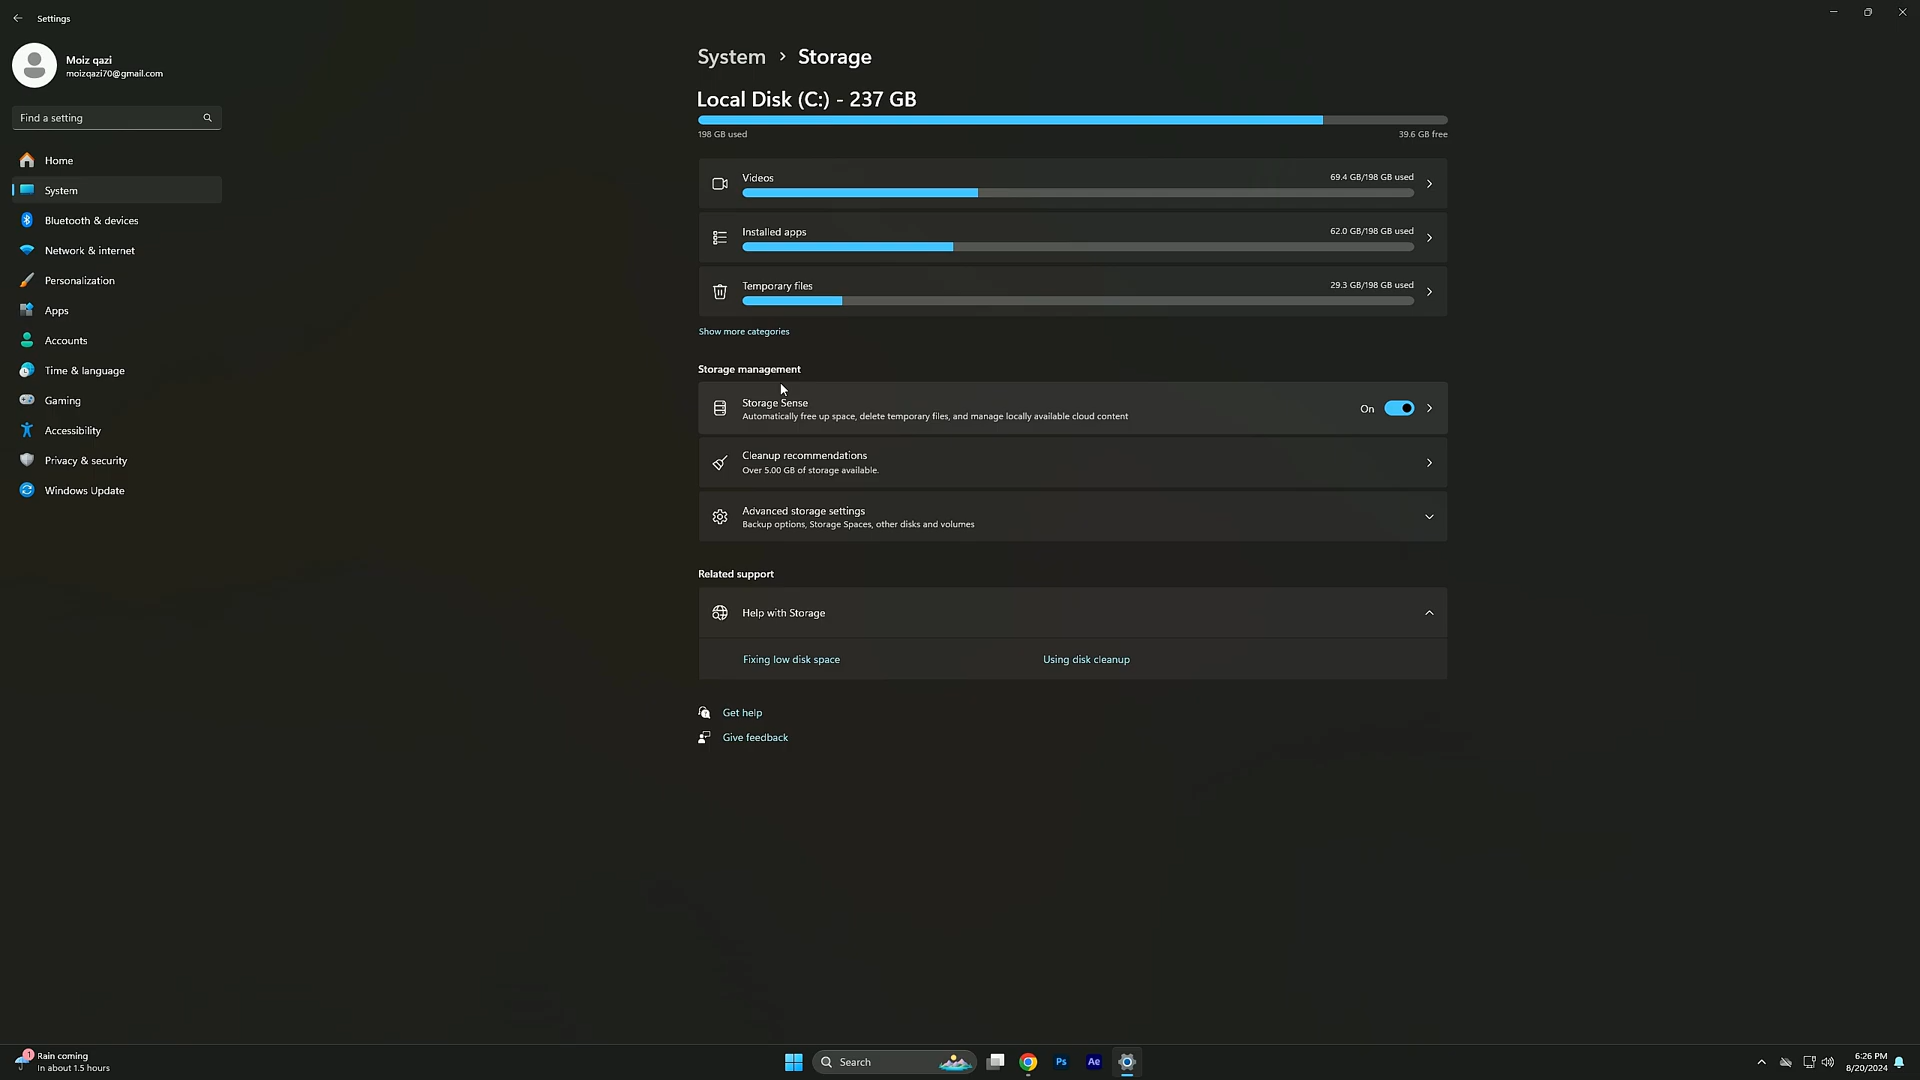 Settings
Moiz qazi
moizqazi70@gmail.com
Find a setting
Home
System
Bluetooth & devices
Network & internet
Personalization
Apps
Accounts
Time & language
Gaming
Accessibility
Privacy & security
Windows Update
System > Storage
Local Disk (C:) - 237 GB
198 GB used 39.6 GB free
Videos 69.4 GB/198 GB used
Installed apps 62.0 GB/198 GB used
Temporary files 29.3 GB/198 GB used
Show more categories
Storage management
Storage Sense
Automatically free up space, delete temporary files, and manage locally available cloud content
On
Cleanup recommendations
Over 5.00 GB of storage available.
Advanced storage settings
Backup options, Storage Spaces, other disks and volumes
Related support
Help with Storage
Fixing low disk space Using disk cleanup
Get help
Give feedback
1
Rain coming
In about 1.5 hours
Search
Ps
Ae
6:26 PM
8/20/2024